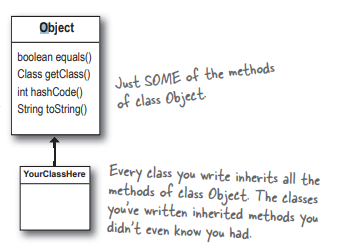 Object
boolean equals()
Class getClass()
int hashCode()
String toString()
Just SOME of the methods
of class Object.
YourClassHere
Every class you write inherits all the
methods of class Object. The classes
you've written inherited methods you
didn't even know you had.